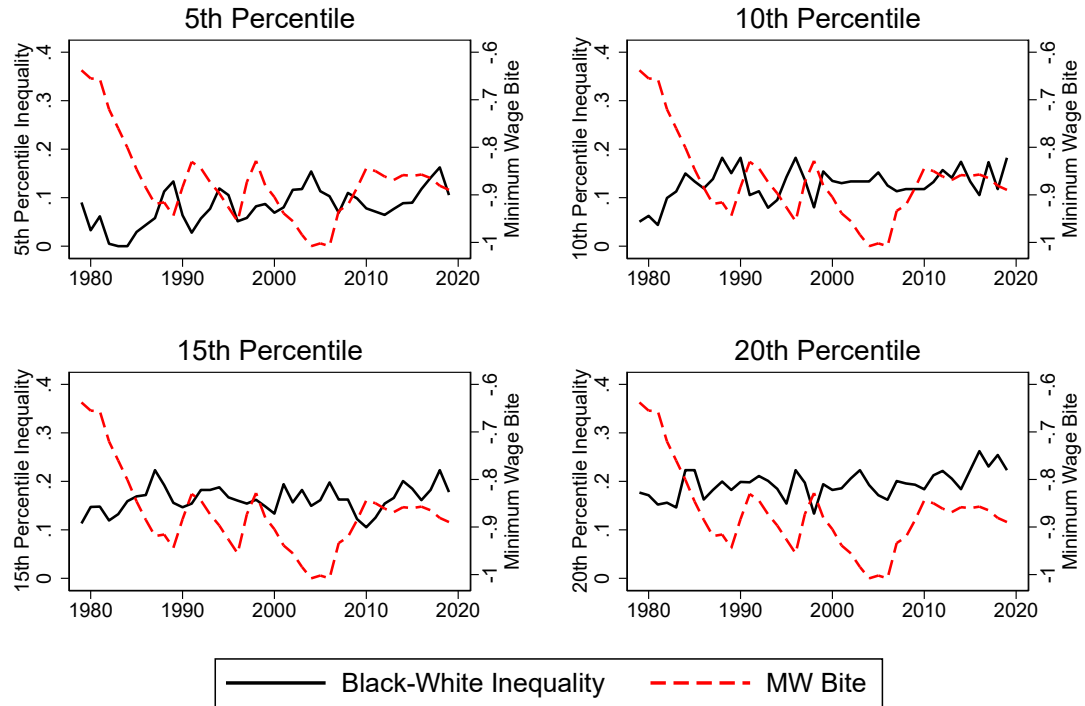 5th Percentile
5th Percentile Inequality
.4
.3
.2
.1
0
-.6
-.7
-.8
-.9
-1
Minimum Wage Bite
1980 1990 2000 2010 2020
10th Percentile
10th Percentile Inequality
.4
.3
.2
.1
0
-.6
-.7
-.8
-.9
-1
Minimum Wage Bite
1980 1990 2000 2010 2020
15th Percentile
15th Percentile Inequality
.4
.3
.2
.1
0
-.6
-.7
-.8
-.9
-1
Minimum Wage Bite
1980 1990 2000 2010 2020
20th Percentile
20th Percentile Inequality
.4
.3
.2
.1
0
-.6
-.7
-.8
-.9
-1
Minimum Wage Bite
1980 1990 2000 2010 2020
Black-White Inequality MW Bite